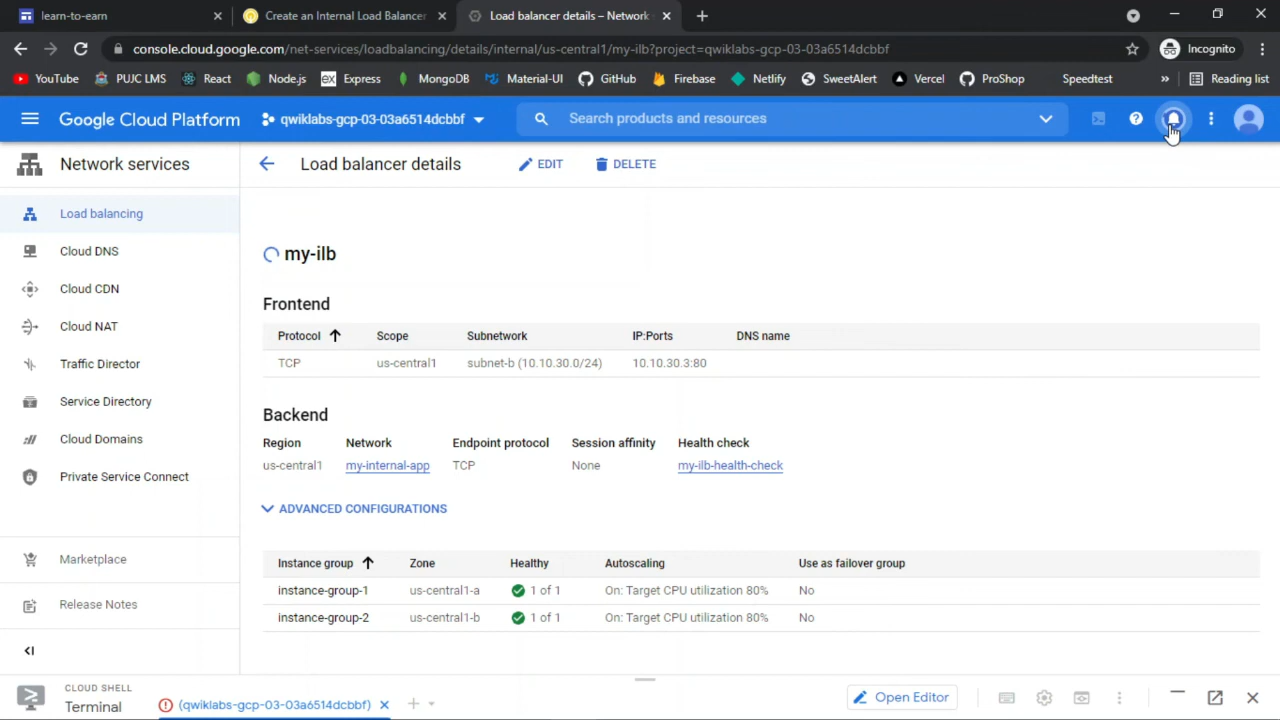 learn-to-earn
Create an Internal Load Balancer
Load balancer details – Network
console.cloud.google.com/net-services/loadbalancing/details/internal/us-central1/my-ilb?project=qwiklabs-gcp-03-03a6514dcbbf
Incognito
YouTube
PUJC LMS
React
Node.js
EX
Express
MongoDB
Material-UI
GitHub
Firebase
Netlify
SweetAlert
Vercel
ProShop
Speedtest
»
Reading list
Google Cloud Platform
qwiklabs-gcp-03-03a6514dcbbf
Search products and resources
Network services
Load balancer details
EDIT
DELETE
Load balancing
Cloud DNS
Cloud CDN
Cloud NAT
Traffic Director
Service Directory
Cloud Domains
Private Service Connect
Marketplace
Release Notes
my-ilb
Frontend
Protocol Scope Subnetwork IP:Ports DNS name
TCP us-central1 subnet-b (10.10.30.0/24) 10.10.30.3:80
Backend
Region Network Endpoint protocol Session affinity Health check
us-central1 my-internal-app TCP None my-ilb-health-check
ADVANCED CONFIGURATIONS
Instance group Zone Healthy Autoscaling Use as failover group
instance-group-1 us-central1-a 1 of 1 On: Target CPU utilization 80% No
instance-group-2 us-central1-b 1 of 1 On: Target CPU utilization 80% No
CLOUD SHELL
Terminal
(qwiklabs-gcp-03-03a6514dcbbf)
Open Editor